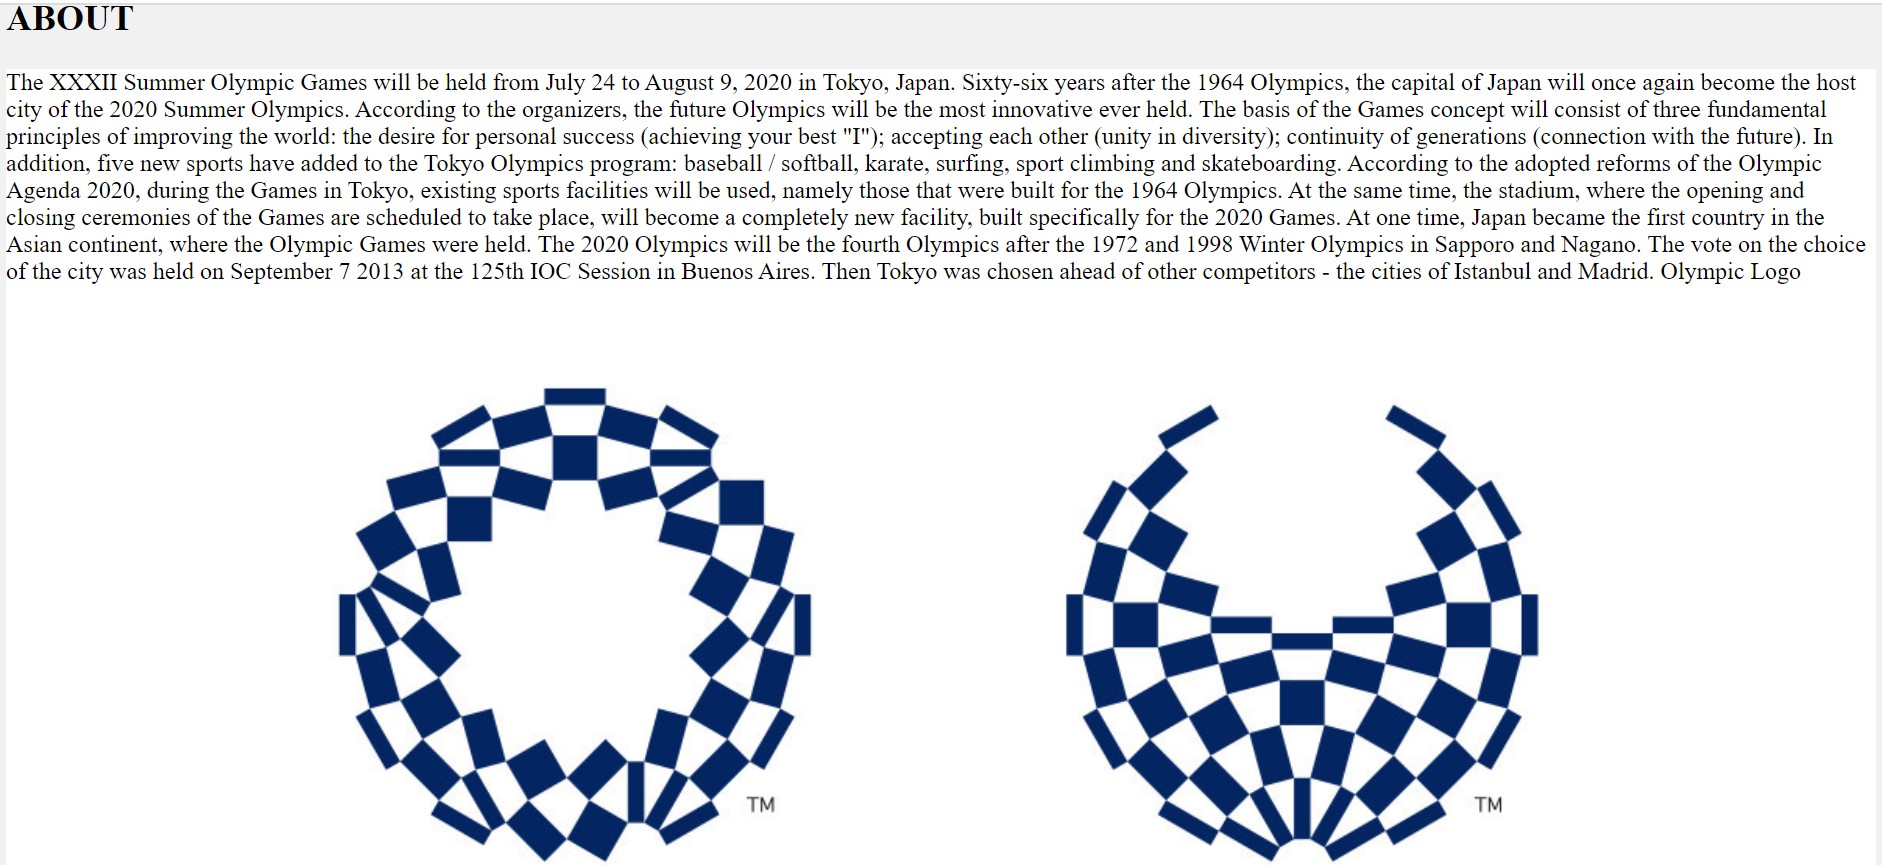 ABOUT
The XXXII Summer Olympic Games will be held from July 24 to August 9, 2020 in Tokyo, Japan. Sixty-six years after the 1964 Olympics, the capital of Japan will once again become the host
city of the 2020 Summer Olympics. According to the organizers, the future Olympics will be the most innovative ever held. The basis of the Games concept will consist of three fundamental
principles of improving the world: the desire for personal success (achieving your best "I"); accepting each other (unity in diversity); continuity of generations (connection with the future). In
addition, five new sports have added to the Tokyo Olympics program: baseball / softball, karate, surfing, sport climbing and skateboarding. According to the adopted reforms of the Olympic
Agenda 2020, during the Games in Tokyo, existing sports facilities will be used, namely those that were built for the 1964 Olympics. At the same time, the stadium, where the opening and
closing ceremonies of the Games are scheduled to take place, will become a completely new facility, built specifically for the 2020 Games. At one time, Japan became the first country in the
Asian continent, where the Olympic Games were held. The 2020 Olympics will be the fourth Olympics after the 1972 and 1998 Winter Olympics in Sapporo and Nagano. The vote on the choice
of the city was held on September 7 2013 at the 125th IOC Session in Buenos Aires. Then Tokyo was chosen ahead of other competitors - the cities of Istanbul and Madrid. Olympic Logo
TM
TM